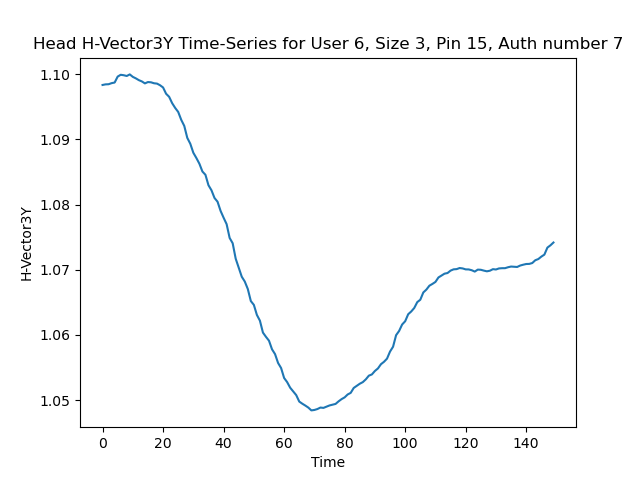 Head H-Vector3Y Time-Series for User 6, Size 3, Pin 15, Auth number 7
1.10
1.09
1.08
1.07
1.06
1.05
H-Vector3Y
0 20 40 60 80 100 120 140
Time